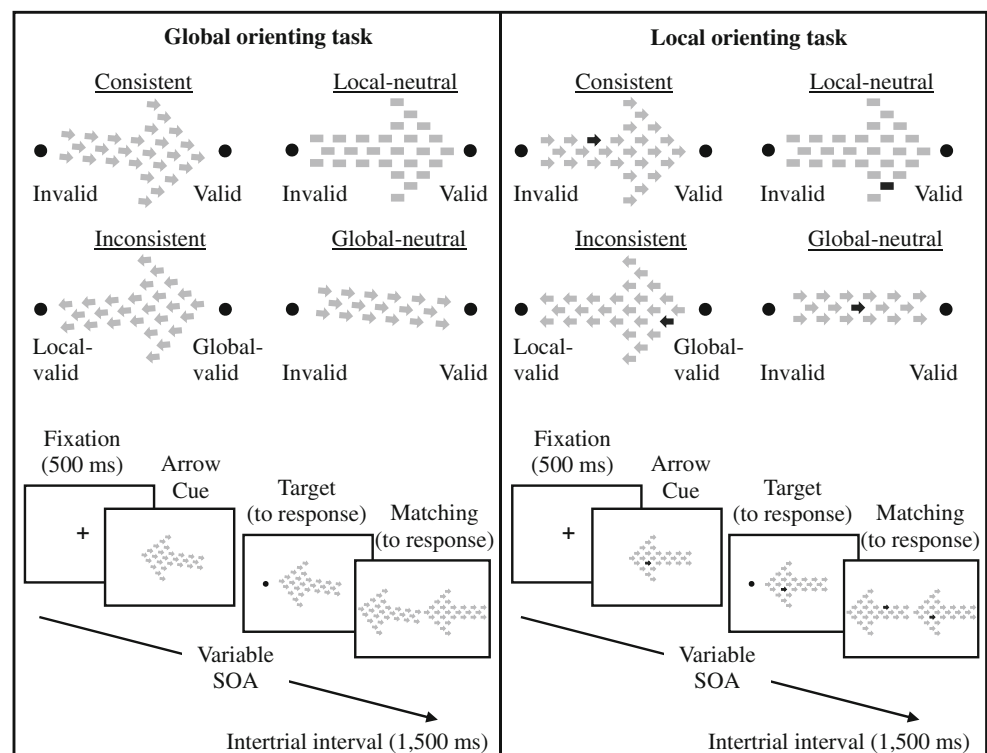 Global orienting task
Consistent
Local-neutral
Invalid
Valid
Invalid
Valid
Inconsistent
Global-neutral
Local-
valid
Global-
valid
Invalid
Valid
Fixation
(500 ms)
Arrow
Cue
Target
(to response)
Matching
(to response)
+
Variable
SOA
Intertrial interval (1,500 ms)
Local orienting task
Consistent
Local-neutral
Invalid
Valid
Invalid
Valid
Inconsistent
Global-neutral
Local-
valid
Global-
valid
Invalid
Valid
Fixation
(500 ms)
Arrow
Cue
Target
(to response)
Matching
(to response)
+
Variable
SOA
Intertrial interval (1,500 ms)